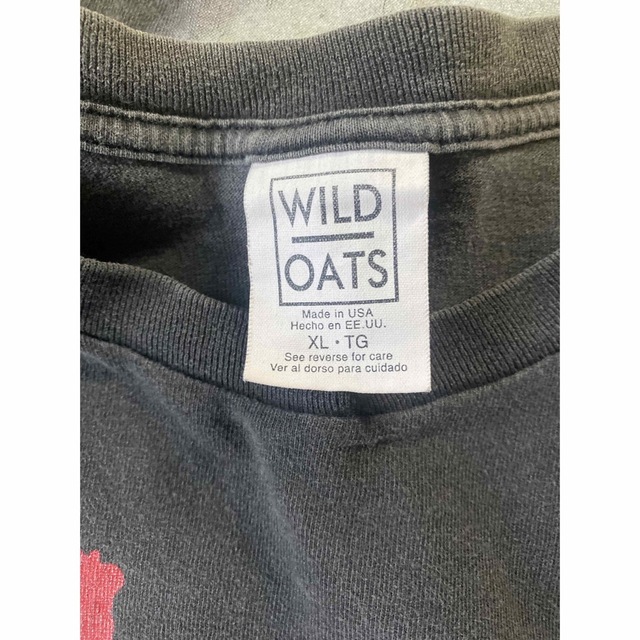 WILD
OATS
Made in USA
Hecho en EE.UU.
XL • TG
See reverse for care
Ver al dorso para cuidado